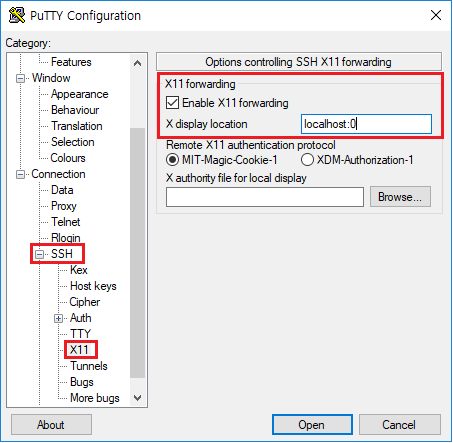 PuTTY Configuration
Category:
Features
Window
Appearance
Behaviour
Translation
Selection
Colours
Connection
Data
Proxy
Telnet
Rlogin
SSH
Kex
Host keys
Cipher
Auth
TTY
X11
Tunnels
Bugs
More bugs
Options controlling SSH X11 forwarding
X11 forwarding
Enable X11 forwarding
X display location localhost:0
Remote X11 authentication protocol
MIT-Magic-Cookie-1 XDM-Authorization-1
X authority file for local display
Browse...
About Open Cancel